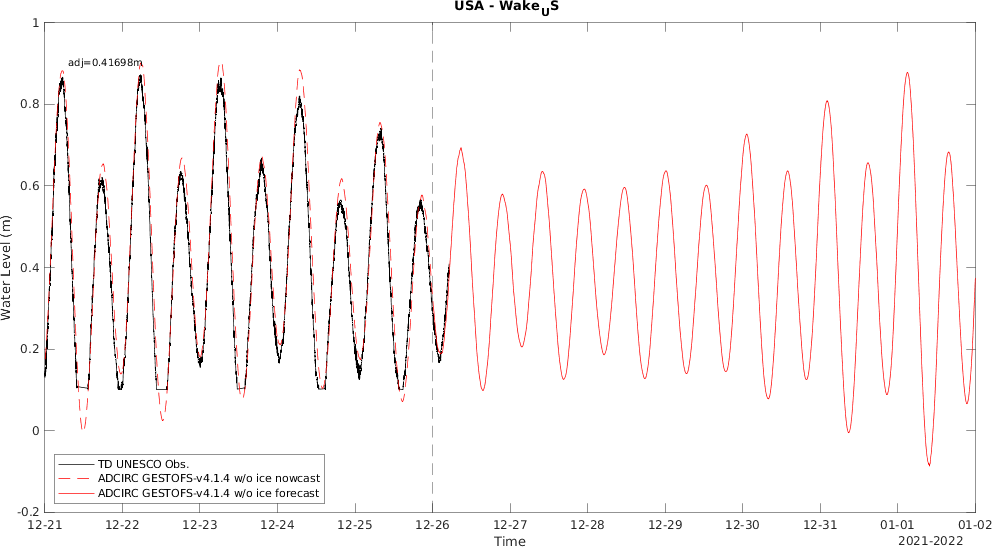 USA - WakeUS
adj=0.41698m
Water Level (m)
1
0.8
0.6
0.4
0.2
0
-0.2
TD UNESCO Obs.
ADCIRC GESTOFS-v4.1.4 w/o ice nowcast
ADCIRC GESTOFS-v4.1.4 w/o ice forecast
12-21 12-22 12-23 12-24 12-25 12-26 12-27 12-28 12-29 12-30 12-31 01-01 01-02
Time
2021-2022